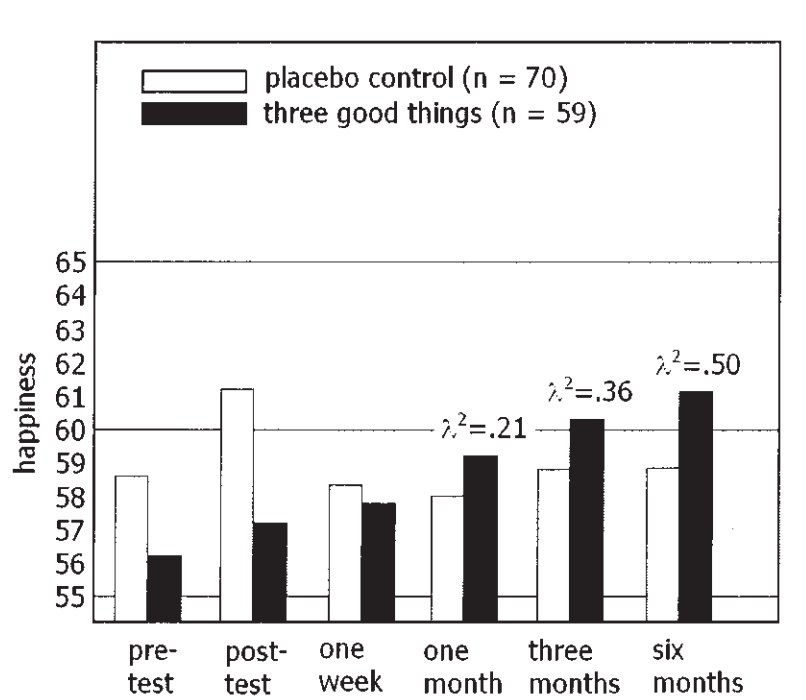 placebo control (n = 70)
three good things (n = 59)
happiness
65
64
63
62
61
60
59
58
57
56
55
λ²=.21
λ²=.36
λ²=.50
pre-
test
post-
test
one
week
one
month
three
months
six
months